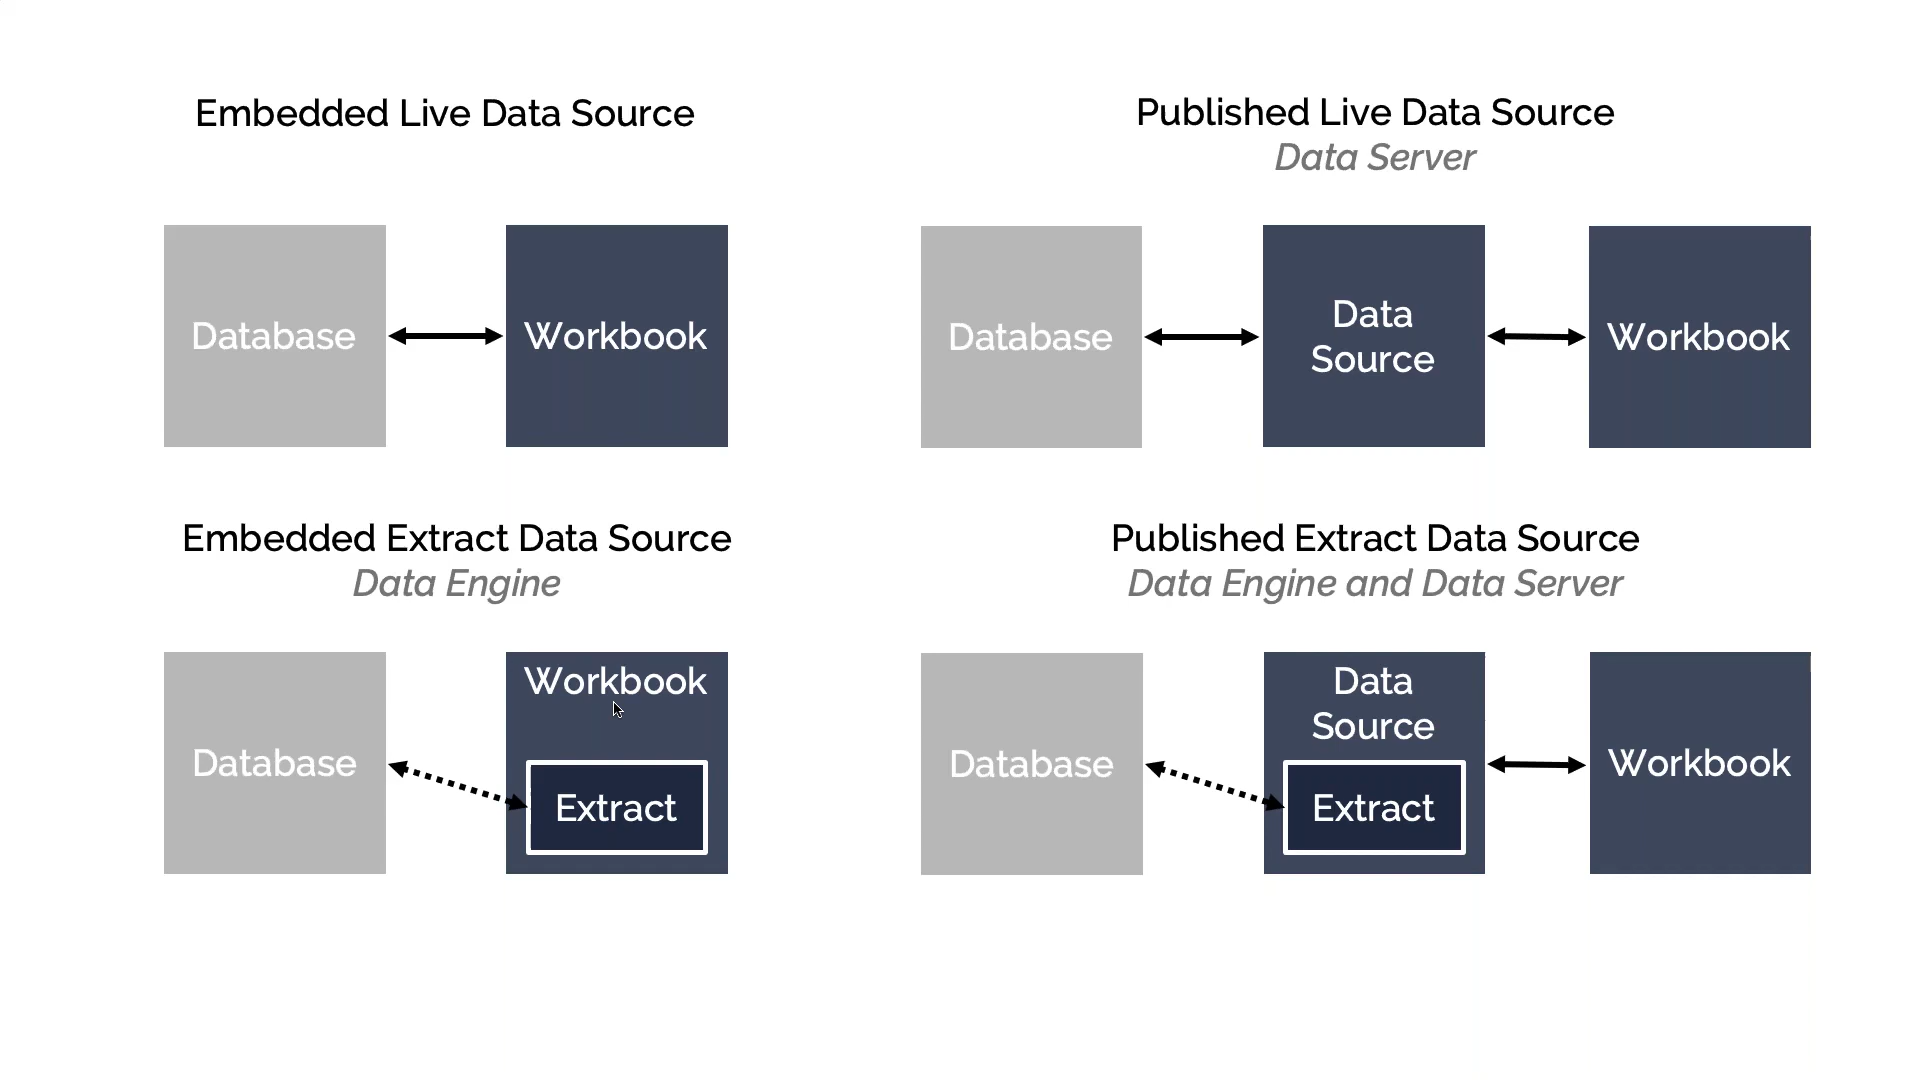 Embedded Live Data Source
Database
Workbook
Published Live Data Source
Data Server
Database
Data
Source
Workbook
Embedded Extract Data Source
Data Engine
Database
Workbook
Extract
Published Extract Data Source
Data Engine and Data Server
Database
Data
Source
Extract
Workbook